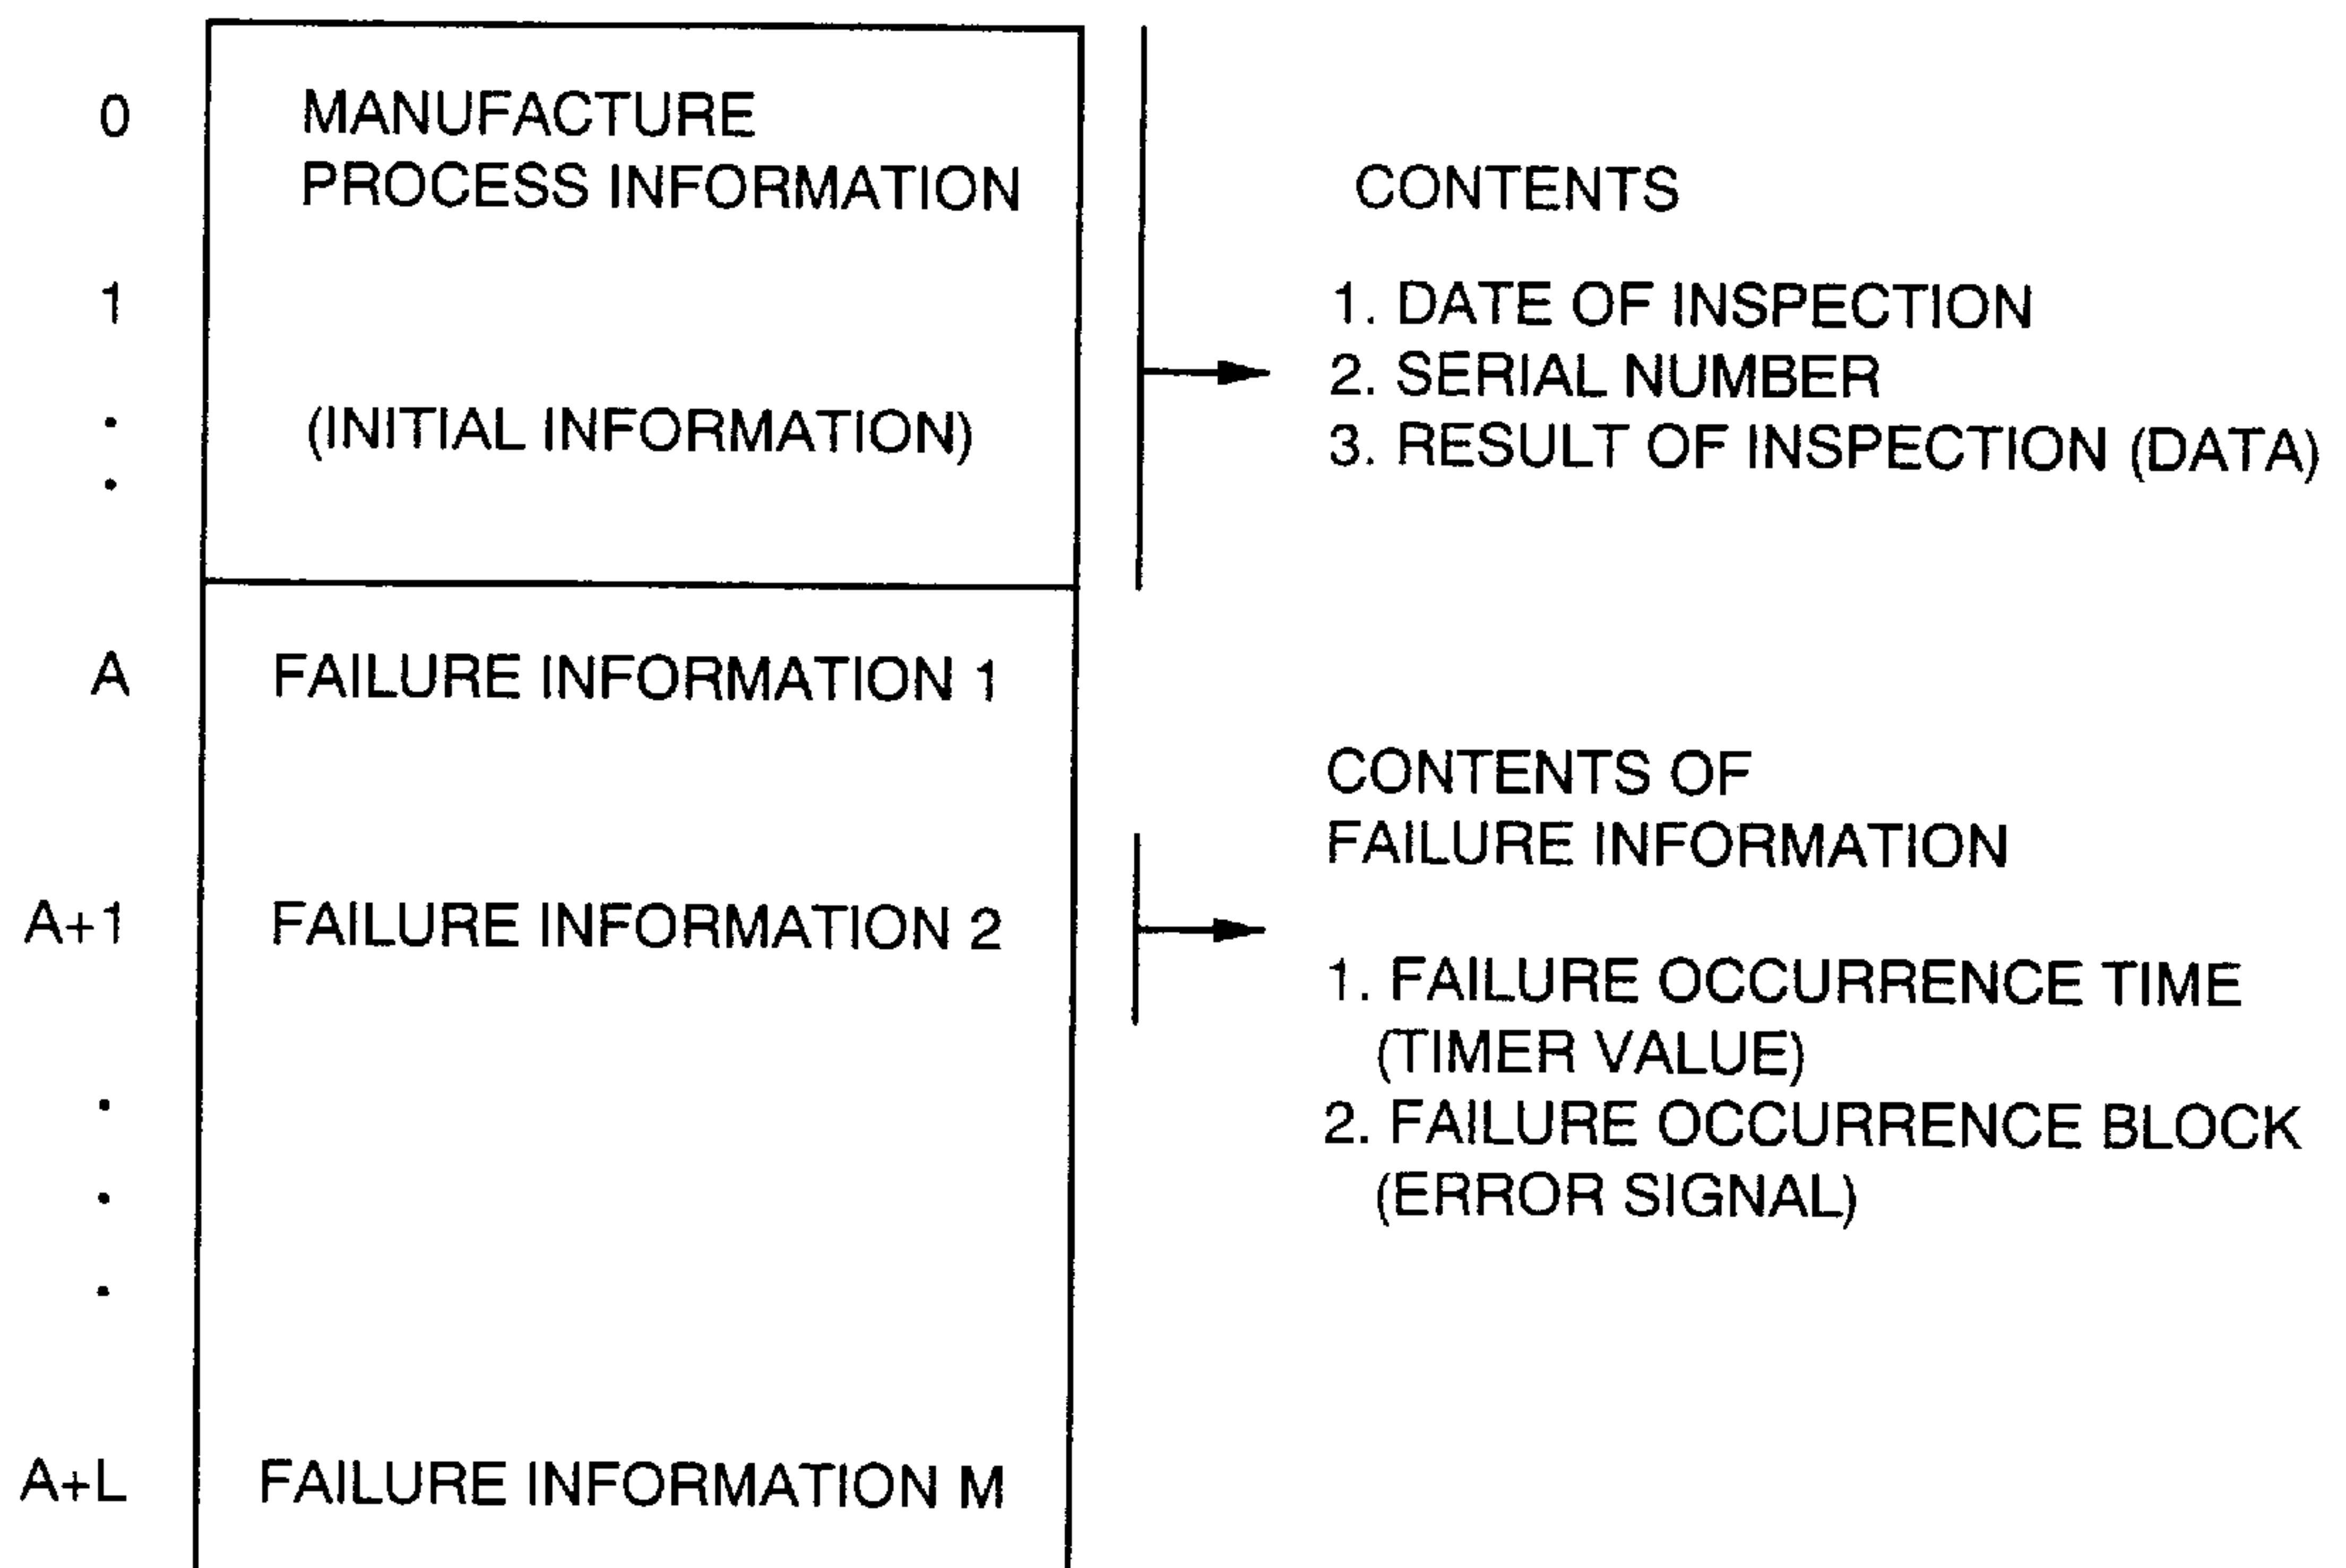 0
MANUFACTURE
PROCESS INFORMATION
1
(INITIAL INFORMATION)
CONTENTS
1. DATE OF INSPECTION
2. SERIAL NUMBER
3. RESULT OF INSPECTION (DATA)
A
FAILURE INFORMATION 1
A+1
FAILURE INFORMATION 2
CONTENTS OF
FAILURE INFORMATION
1. FAILURE OCCURRENCE TIME
(TIMER VALUE)
2. FAILURE OCCURRENCE BLOCK
(ERROR SIGNAL)
A+L
FAILURE INFORMATION M